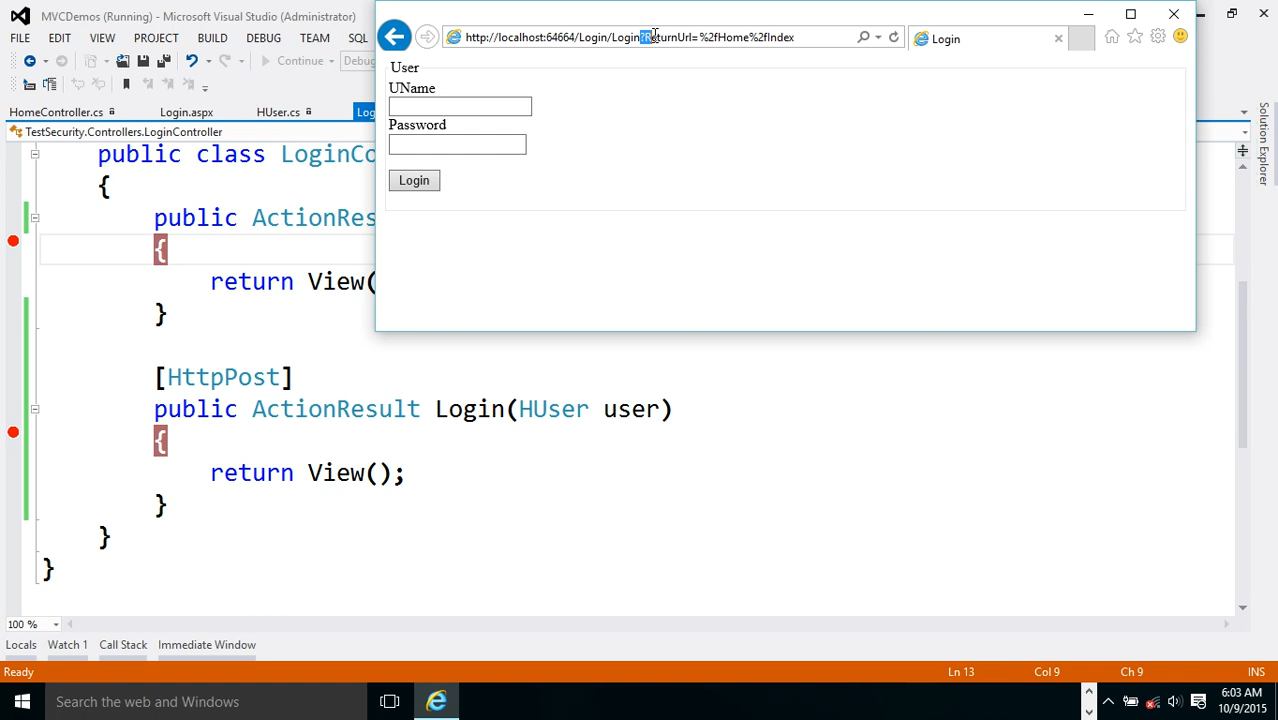 MVCDemos (Running) - Microsoft Visual Studio (Administrator)
FILE EDIT VIEW PROJECT BUILD DEBUG TEAM SQL
Continue Debug
HomeController.cs Login.aspx HUser.cs Log
TestSecurity.Controllers.LoginController
http://localhost:64664/Login/Login?ReturnUrl=%2fHome%2fIndex
Login
User
UName
Password
Login
Solution Explorer
public class LoginCo
{
public ActionRes
{
return View(
}
[HttpPost]
public ActionResult Login(HUser user)
{
return View();
}
}
}
100 %
Locals Watch 1 Call Stack Immediate Window
Ready Ln 13 Col 9 Ch 9 INS
Search the web and Windows
6:03 AM
10/9/2015